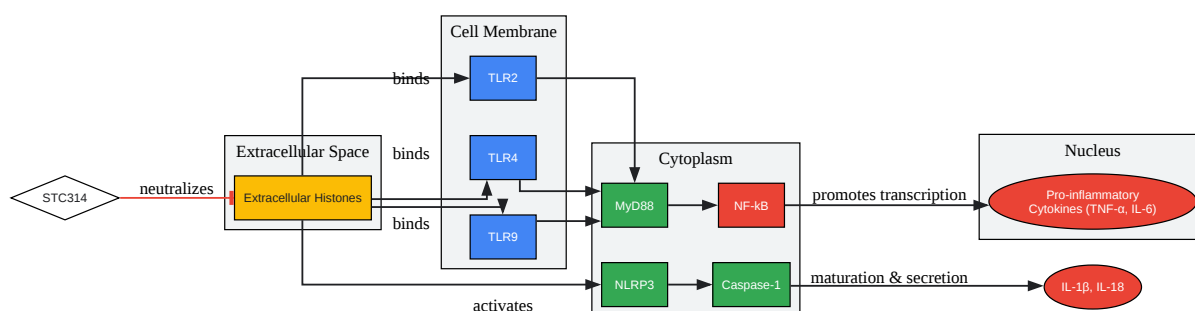 Cell Membrane
TLR2
binds
Extracellular Space
TLR4
binds
Cytoplasm
Nucleus
STC314
neutralizes
Extracellular Histones
MyD88
NF-kB
promotes transcription
Pro-inflammatory
Cytokines (TNF-α, IL-6)
binds
TLR9
NLRP3
Caspase-1
maturation & secretion
IL-1β, IL-18
activates